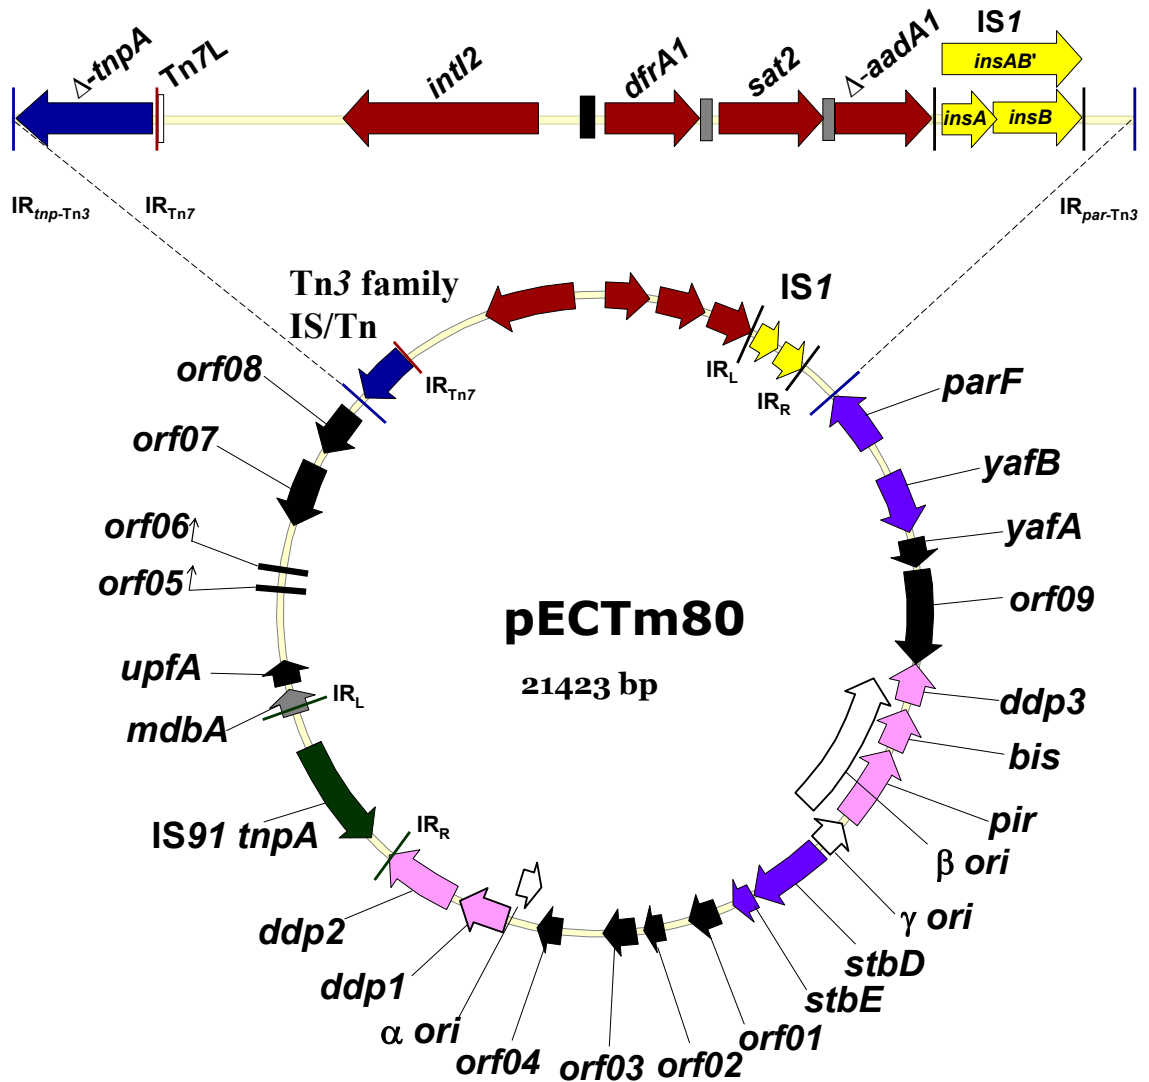 IS1
Δ-tnpA
Tn7L
intI2
dfrA1
sat2
Δ-aadA1
insAB'
insA
insB
IRtnp-Tn3
IRTn7
IRpar-Tn3
Tn3 family
IS/Tn
IS1
IRTn7
IRL
IRR
orf08
orf07
orf06
orf05
upfA
mdbA
IRL
IS91 tnpA
IRR
ddp2
ddp1
α ori
orf04
orf03
orf02
orf01
stbE
stbD
γ ori
β ori
pir
bis
ddp3
orf09
yafA
yafB
parF
pECTm80
21423 bp